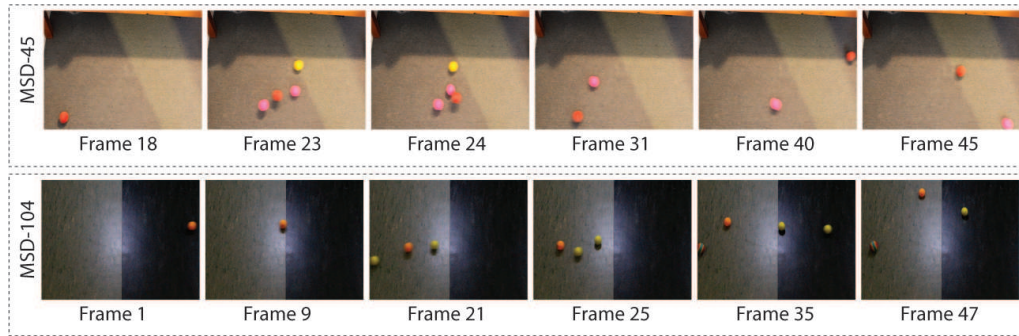 MSD-45
Frame 18
Frame 23
Frame 24
Frame 31
Frame 40
Frame 45
MSD-104
Frame 1
Frame 9
Frame 21
Frame 25
Frame 35
Frame 47